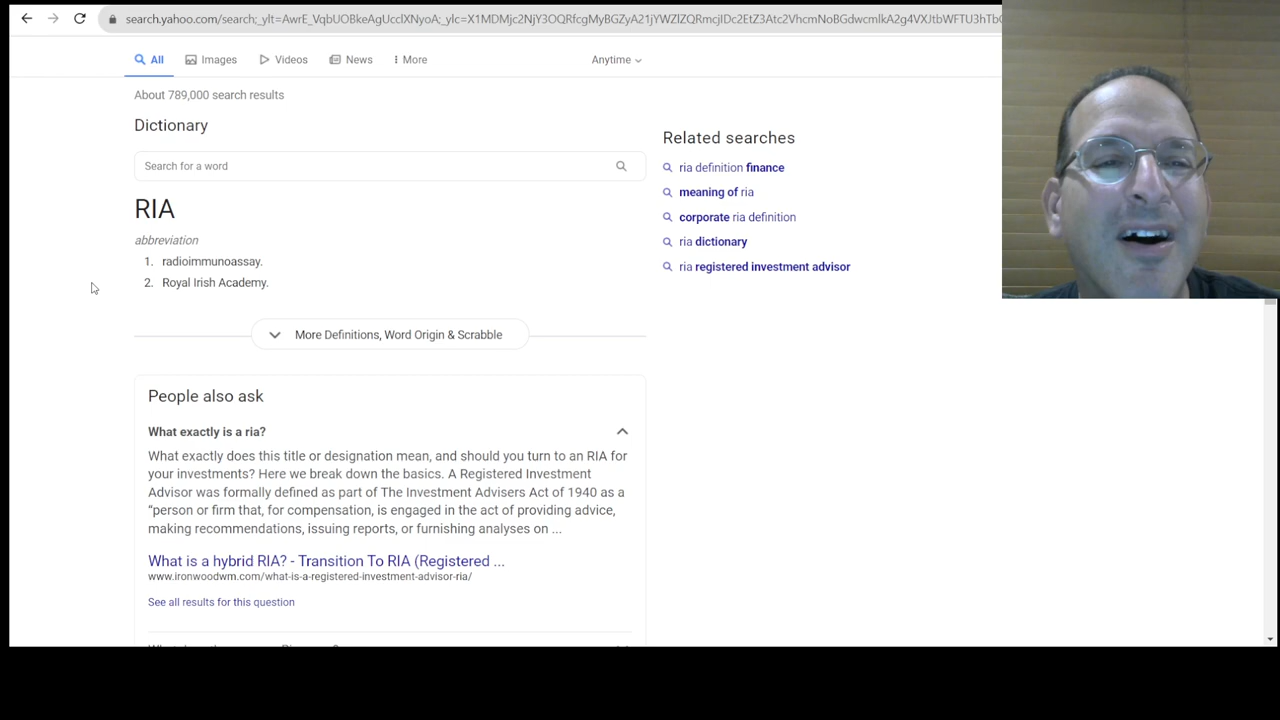 search.yahoo.com/search;_ylt=AwrE_VqbUOBkeAgUcclXNyoA;_ylc=X1MDMjc2NjY3OQRfcgMyBGZyA21jYWZlZQRmcjIDc2EtZ3Atc2VhcmNoBGdwcmlkA2g4VXJtbWFTU3hTbG
All
Images
Videos
News
More
Anytime
About 789,000 search results
Dictionary
Search for a word
RIA
abbreviation
1. radioimmunoassay.
2. Royal Irish Academy.
More Definitions, Word Origin & Scrabble
People also ask
What exactly is a ria?
What exactly does this title or designation mean, and should you turn to an RIA for
your investments? Here we break down the basics. A Registered Investment
Advisor was formally defined as part of The Investment Advisers Act of 1940 as a
“person or firm that, for compensation, is engaged in the act of providing advice,
making recommendations, issuing reports, or furnishing analyses on ...
What is a hybrid RIA? - Transition To RIA (Registered ...
www.ironwoodwm.com/what-is-a-registered-investment-advisor-ria/
See all results for this question
Related searches
ria definition finance
meaning of ria
corporate ria definition
ria dictionary
ria registered investment advisor